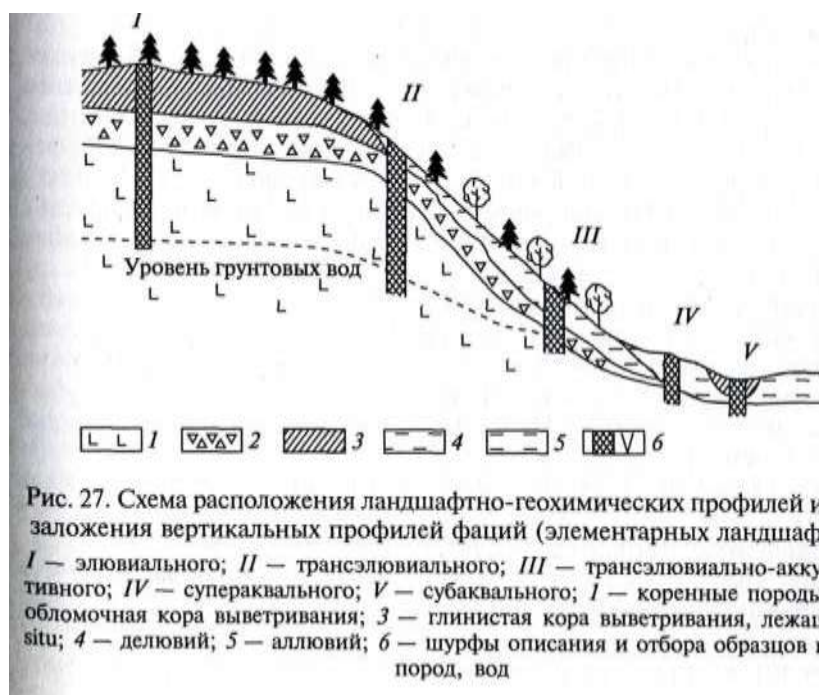 I
II
III
IV
V
Уровень грунтовых вод
1 2 3 4 5 6
Рис. 27. Схема расположения ландшафтно-геохимических профилей и
заложения вертикальных профилей фаций (элементарных ландшаф
I — элювиального; II — трансэлювиального; III — трансэлювиально-акку
тивного; IV — супераквального; V — субаквального; 1 — коренные породы
обломочная кора выветривания; 3 — глинистая кора выветривания, лежащ
situ; 4 — делювий; 5 — аллювий; 6 — шурфы описания и отбора образцов
пород, вод